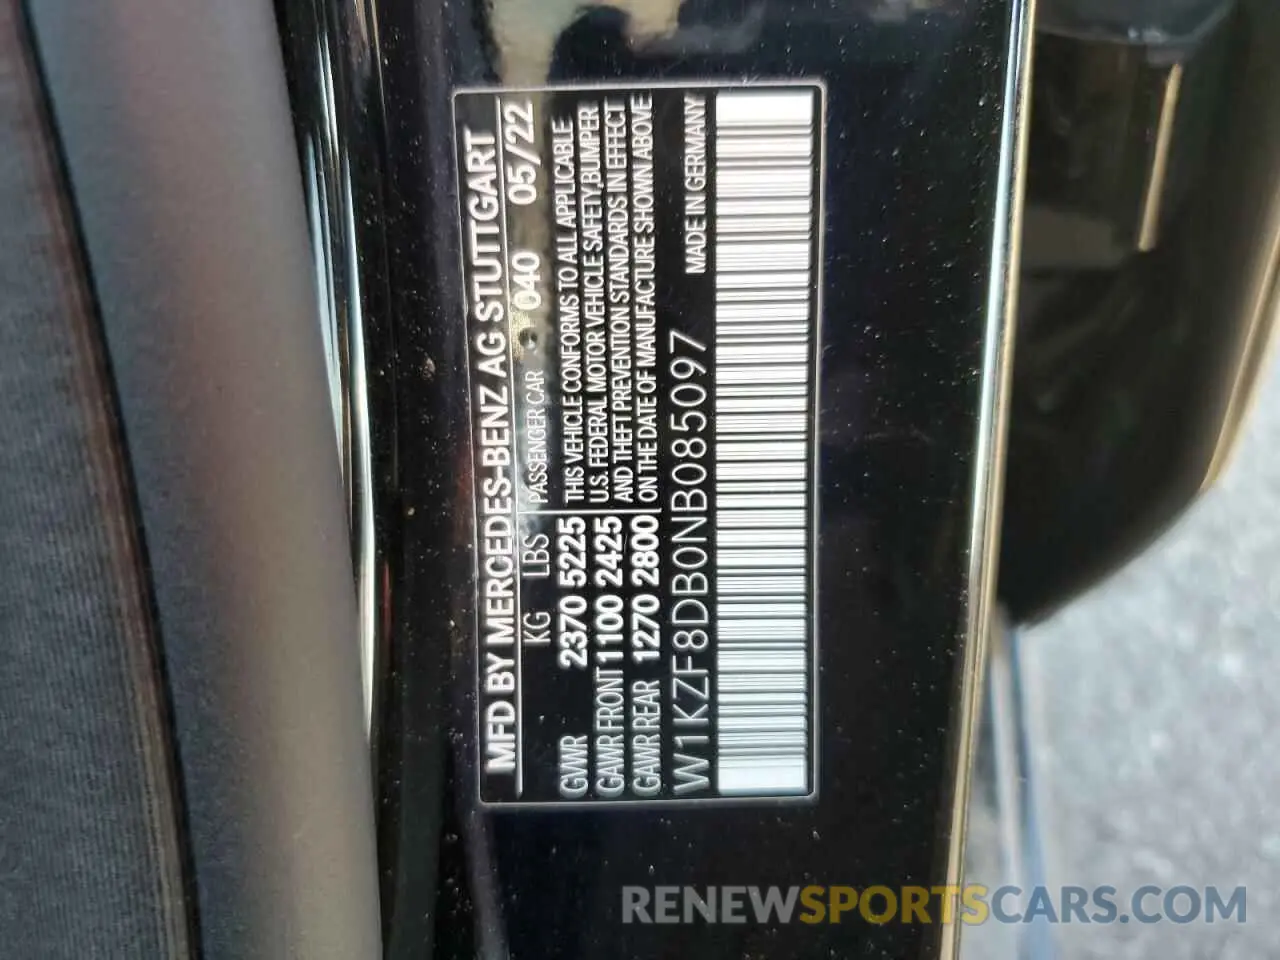 MFD BY MERCEDES-BENZ AG STUTTGART
KG LBS PASSENGER CAR 040 05/22
GVWR 2370 5225
GAWR FRONT 1100 2425
GAWR REAR 1270 2800
THIS VEHICLE CONFORMS TO ALL APPLICABLE
U.S. FEDERAL MOTOR VEHICLE SAFETY, BUMPER
AND THEFT PREVENTION STANDARDS IN EFFECT
ON THE DATE OF MANUFACTURE SHOWN ABOVE
W1KZF8DB0NB085097 MADE IN GERMANY
RENEWSPORTSCARS.COM